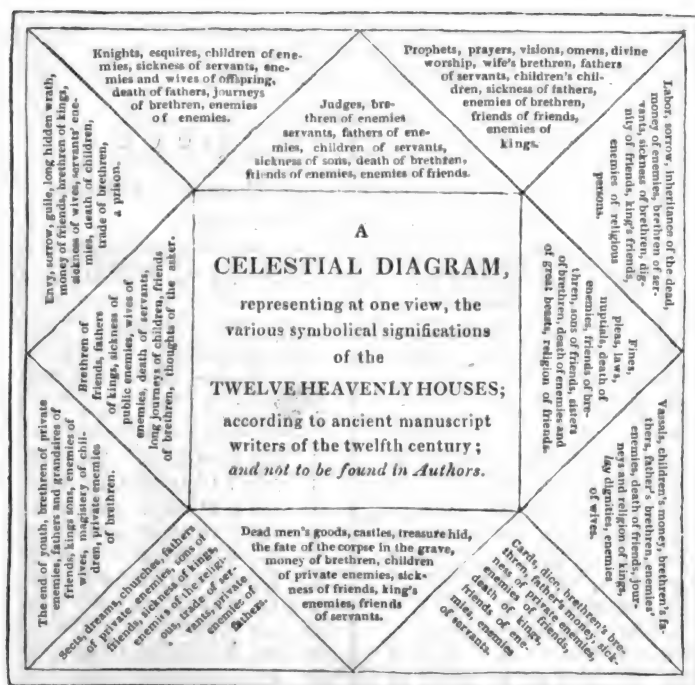 Knights, esquires, children of ene-
mies, sickness of servants, ene-
mies and wives of offspring,
death of fathers, journeys
of brethren, enemies
of enemies.
Prophets, prayers, visions, omens, divine
worship, wife's brethren, fathers
of servants, children's chil-
dren, sickness of fathers,
enemies of brethren,
friends of friends,
enemies of
kings.
Judges, bre-
thren of enemies
servants, fathers of ene-
mies, children of servants,
sickness of sons, death of brethren,
friends of enemies, enemies of friends.
Envy, sorrow, guile, long hidden wrath,
money of friends, brethren of kings,
sickness of wives, servants' ene-
mies, death of children,
trade of brethren,
a prison.
Labor, sorrow, inheritance of the dead,
money of enemies, brethren of ser-
vants, sickness of brethren, dig-
nity of friends, king's friends,
enemies of religious
persons.
Brethren of
friends, fathers
of kings, sickness of
public enemies, wives of
enemies, death of servants,
long journeys of children, friends
of brethren, thoughts of the asker.
A
CELESTIAL DIAGRAM,
representing at one view, the
various symbolical significations
of the
TWELVE HEAVENLY HOUSES;
according to ancient manuscript
writers of the twelfth century;
and not to be found in Authors.
Fines,
pleas, laws,
nuptials, death of
enemies, friends of bre-
thren, sons of friends, sisters
of brethren, death of enemies and
of great beasts, religion of friends.
The end of youth, brethren of private
enemies, fathers and grandsires of
friends, kings sons, enemies of
wives, magistery of chil-
dren, private enemies
of brethren.
Vassals, children's money, brethren's fa-
thers, father's brethren, enemies'
enemies, death of friends, jour-
neys and religion of kings,
lay dignities, enemies
of wives.
Sects, dreams, churches, fathers
of private enemies, sons of
friends, sickness of kings,
enemies of the religi-
ous, trade of ser-
vants, private
enemies of
fathers.
Dead men's goods, castles, treasure hid,
the fate of the corpse in the grave,
money of brethren, children
of private enemies, sick-
ness of friends, king's
enemies, friends
of servants.
Cards, dice, brethren's bre-
thren, father's money, sick-
ness of private enemies,
enemies of friends,
death of kings,
friends of ene-
mies, enemies
of servants.